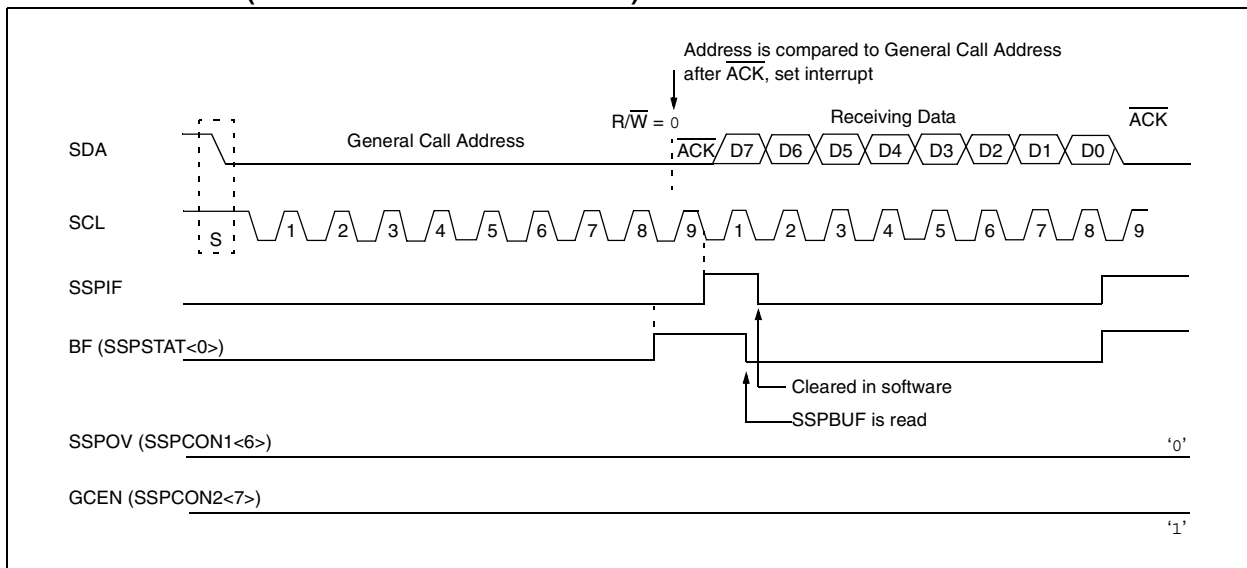 Address is compared to General Call Address
after ACK, set interrupt
R/W = 0
Receiving Data
ACK
SDA
General Call Address
ACK D7 D6 D5 D4 D3 D2 D1 D0
SCL
S
1 2 3 4 5 6 7 8 9 1 2 3 4 5 6 7 8 9
SSPIF
BF (SSPSTAT<0>)
Cleared in software
SSPBUF is read
SSPOV (SSPCON1<6>)
‘0’
GCEN (SSPCON2<7>)
‘1’